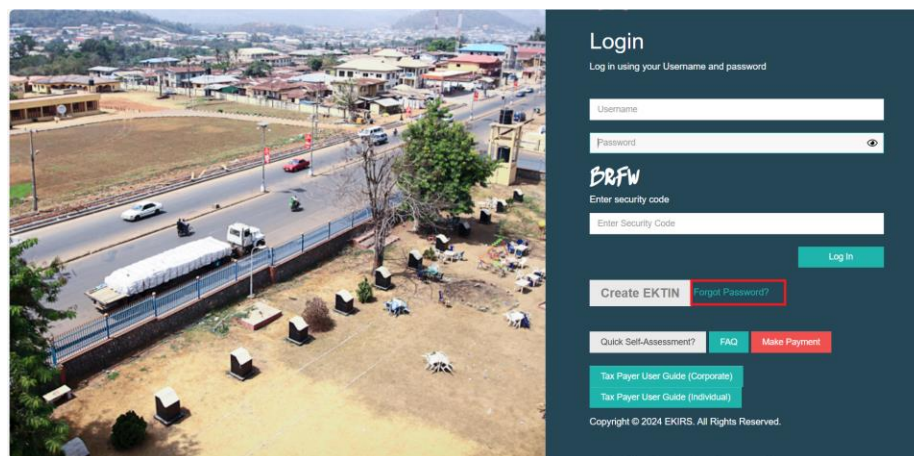 Login
Log in using your Username and password
Username
Password
BRFW
Enter security code
Enter Security Code
Log In
Create EKTIN Forgot Password?
Quick Self-Assessment? FAQ Make Payment
Tax Payer User Guide (Corporate)
Tax Payer User Guide (Individual)
Copyright © 2024 EKIRS. All Rights Reserved.